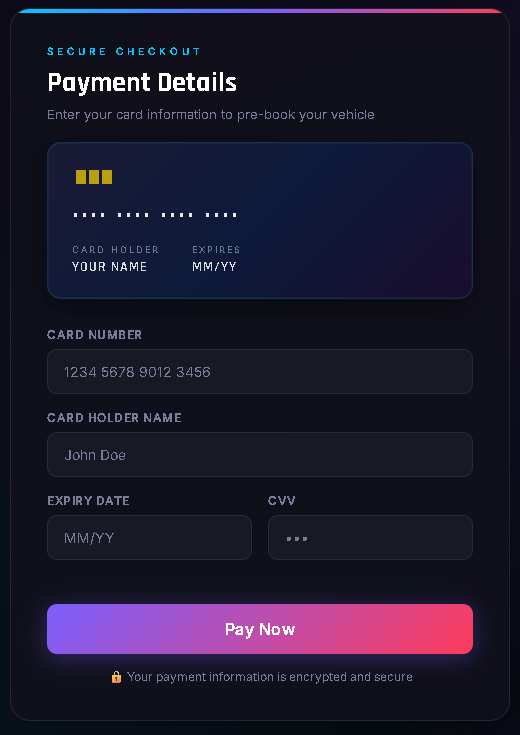 SECURE CHECKOUT
Payment Details
Enter your card information to pre-book your vehicle
•••• •••• •••• ••••
CARD HOLDER EXPIRES
YOUR NAME MM/YY
CARD NUMBER
1234 5678 9012 3456
CARD HOLDER NAME
John Doe
EXPIRY DATE CVV
MM/YY •••
Pay Now
🔒 Your payment information is encrypted and secure